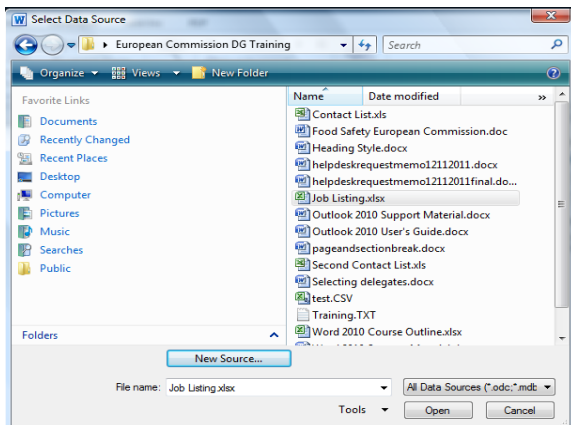 Select Data Source
European Commission DG Training
Search
Organize
Views
New Folder
Favorite Links
Documents
Recently Changed
Recent Places
Desktop
Computer
Pictures
Music
Searches
Public
Folders
Name
Date modified
»
Contact List.xls
Food Safety European Commission.doc
Heading Style.docx
helpdeskrequestmemo12112011.docx
helpdeskrequestmemo12112011final.do...
Job Listing.xlsx
Outlook 2010 Support Material.docx
Outlook 2010 User's Guide.docx
pageandsectionbreak.docx
Second Contact List.xls
Selecting delegates.docx
test.CSV
Training.TXT
Word 2010 Course Outline.xlsx
New Source...
File name: Job Listing.xlsx
All Data Sources (*.odc;*.mdb
Tools
Open
Cancel